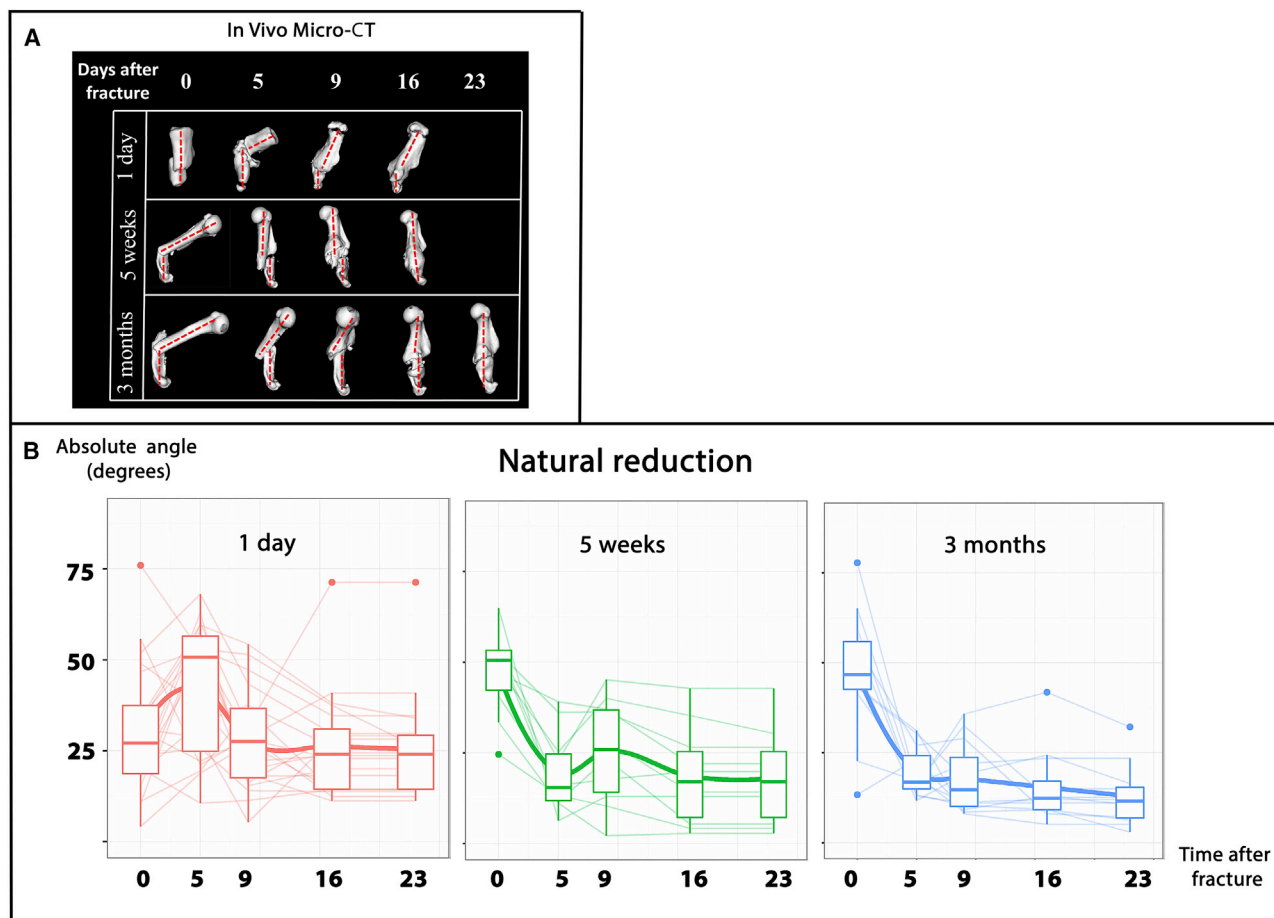 A
In Vivo Micro-CT
Days after
fracture
0 5 9 16 23
1 day
5 weeks
3 months
B
Absolute angle
(degrees)
Natural reduction
1 day
5 weeks
3 months
75
50
25
0 5 9 16 23
0 5 9 16 23
0 5 9 16 23
Time after
fracture